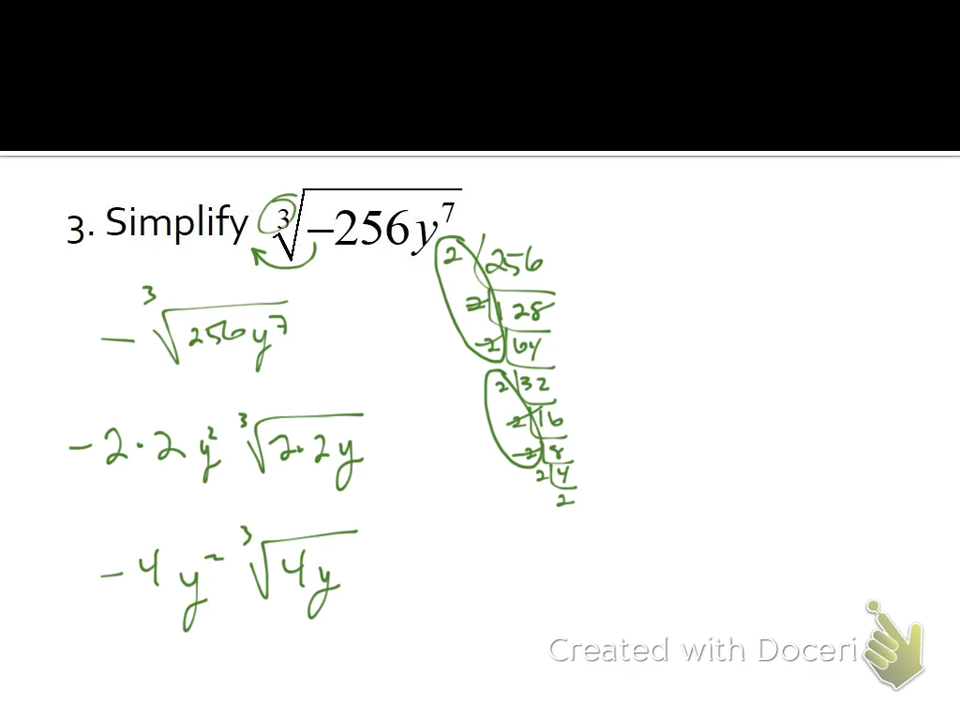 3. Simplify ∛−256y⁷
2 256
2 128
2 64
2 32
2 16
2 8
2 4
2
− ∛256y⁷
−2·2y² ∛2·2y
−4y² ∛4y
Created with Doceri